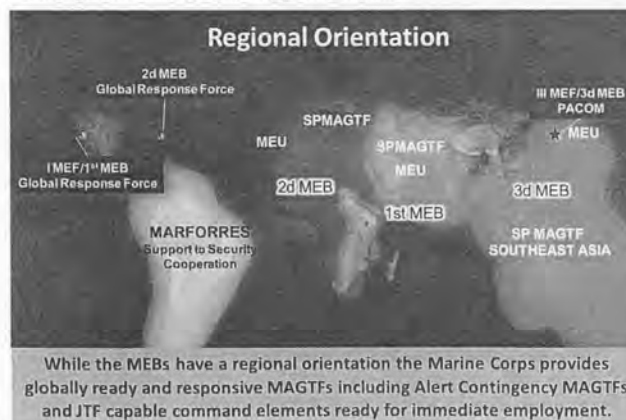 Regional Orientation
2d MEB
Global Response Force
I MEF/1st MEB
Global Response Force
MARFORRES
Support to Security
Cooperation
SPMAGTF
MEU
2d MEB
SPMAGTF
MEU
1st MEB
III MEF/3d MEB
PACOM
MEU
3d MEB
SP MAGTF
SOUTHEAST ASIA
While the MEBs have a regional orientation the Marine Corps provides
globally ready and responsive MAGTFs including Alert Contingency MAGTFs
and JTF capable command elements ready for immediate employment.